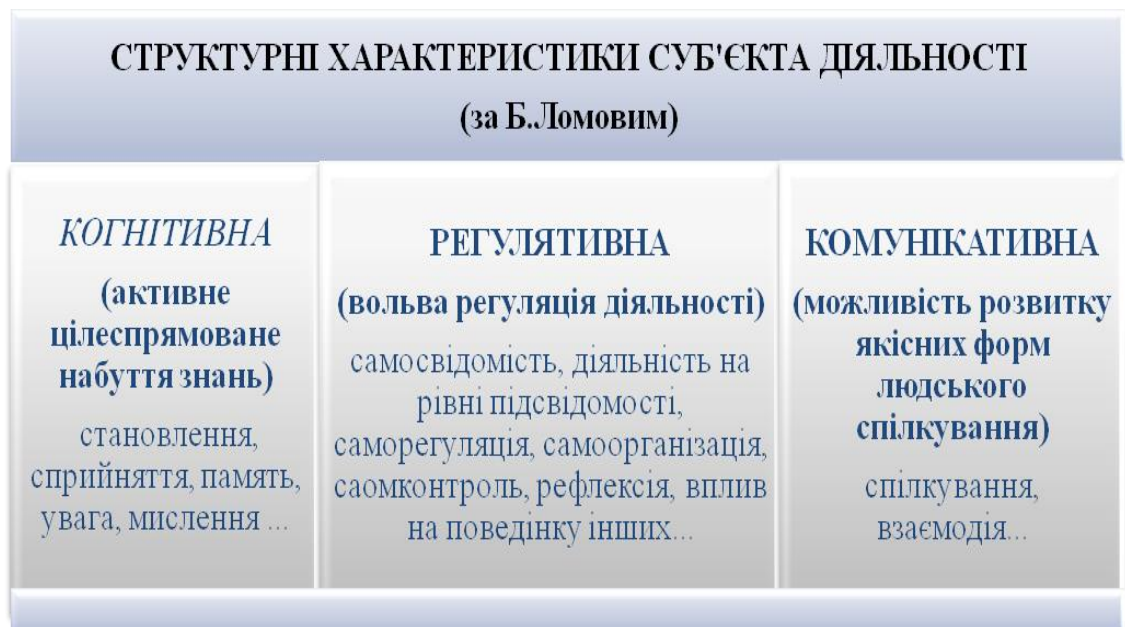 СТРУКТУРНІ ХАРАКТЕРИСТИКИ СУБ'ЄКТА ДІЯЛЬНОСТІ
(за Б.Ломовим)
КОГНІТИВНА
(активне
цілеспрямоване
набуття знань)
становлення,
сприйняття, память,
увага, мислення ...
РЕГУЛЯТИВНА
(вольва регуляція діяльності)
самосвідомість, діяльність на
рівні підсвідомості,
саморегуляція, самоорганізація,
саомконтроль, рефлексія, вплив
на поведінку інших...
КОМУНІКАТИВНА
(можливість розвитку
якісних форм
людського
спілкування)
спілкування,
взаємодія...